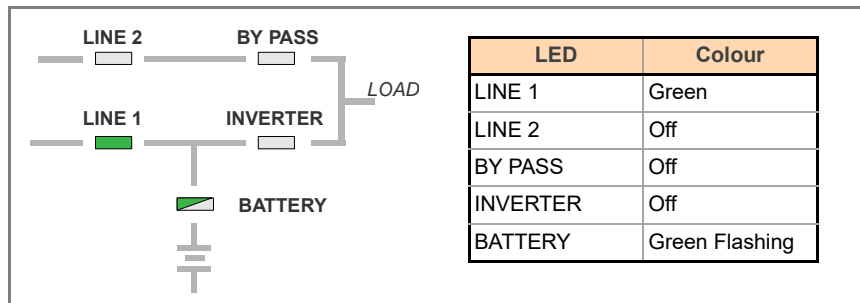 LINE 2 BY PASS
LOAD
LINE 1 INVERTER
BATTERY
LED Colour
LINE 1 Green
LINE 2 Off
BY PASS Off
INVERTER Off
BATTERY Green Flashing